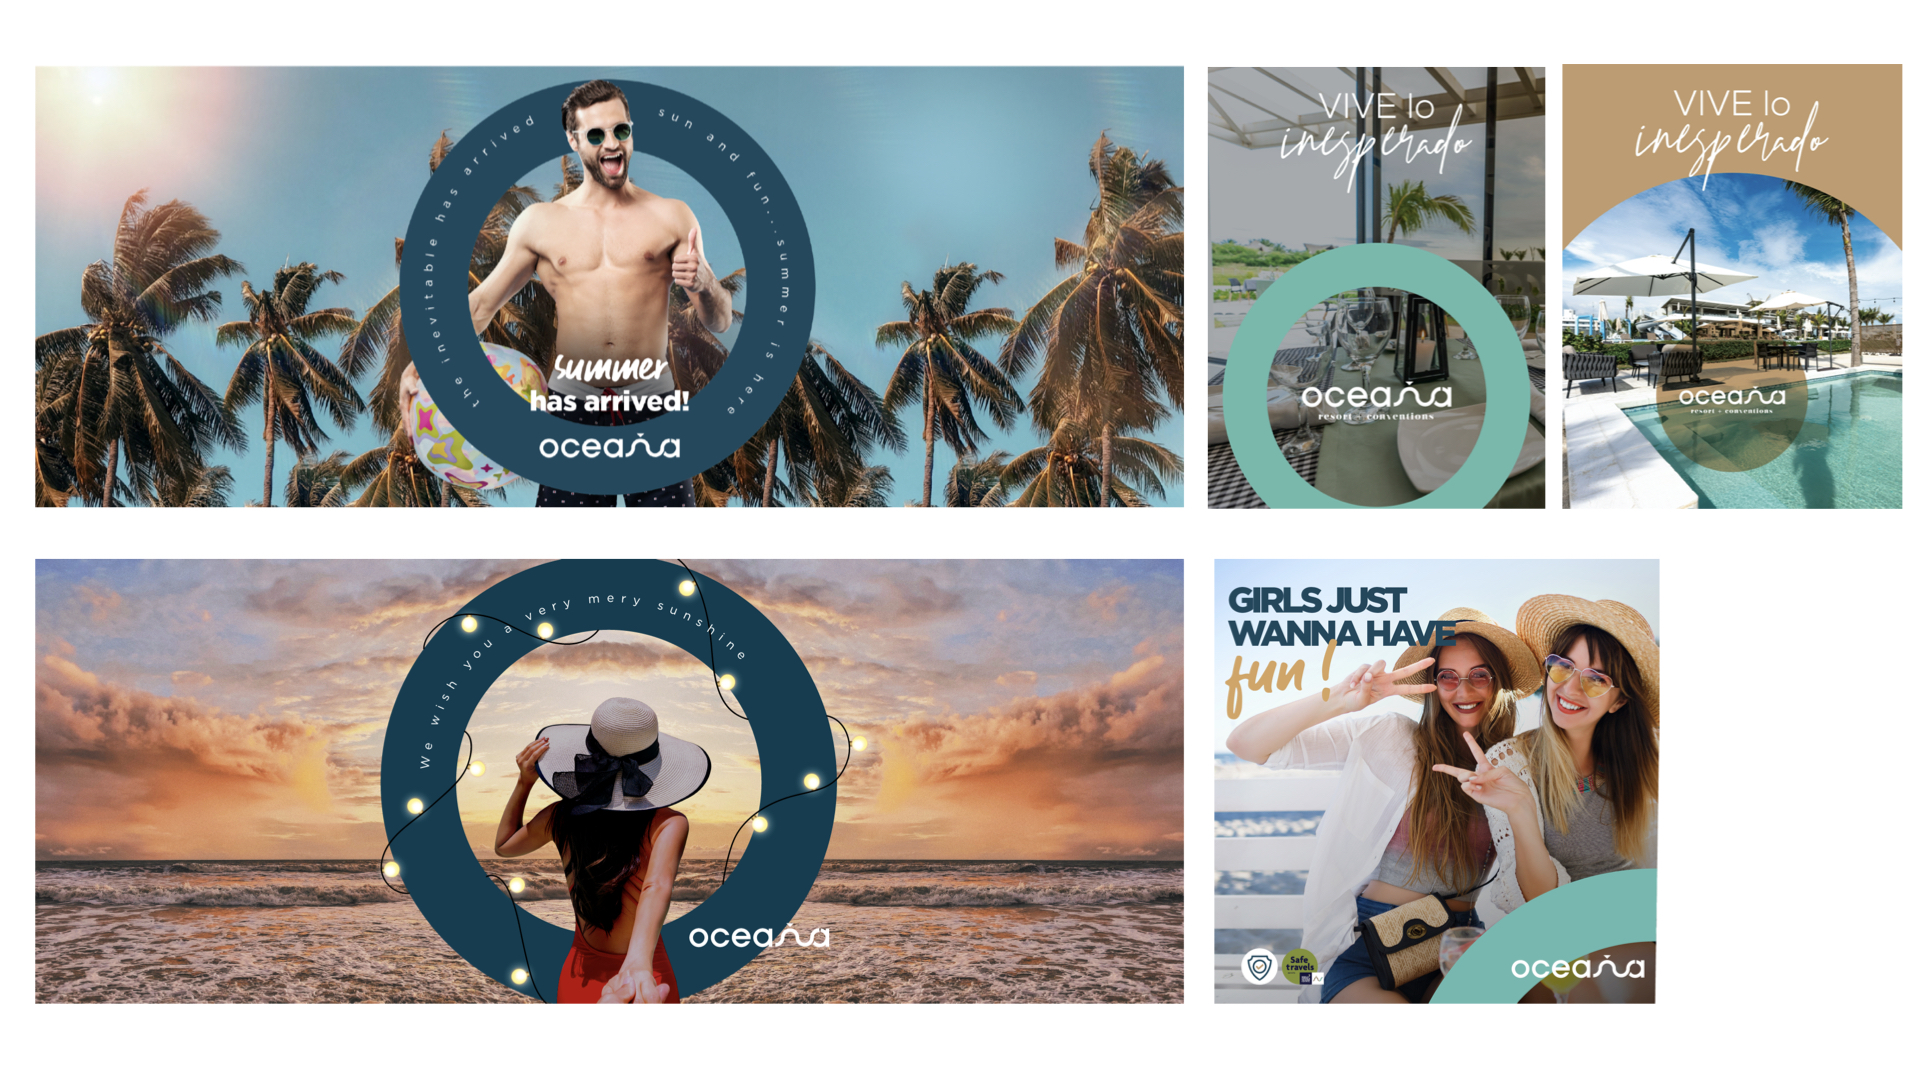 the inevitable has arrived
sun and fun...summer is here
summer
has arrived!
oceana
VIVE lo
inesperado
oceana
resort + conventions
VIVE lo
inesperado
oceana
resort + conventions
We wish you a very mery sunshine
oceana
GIRLS JUST
WANNA HAVE
fun!
Safe
travels
oceana